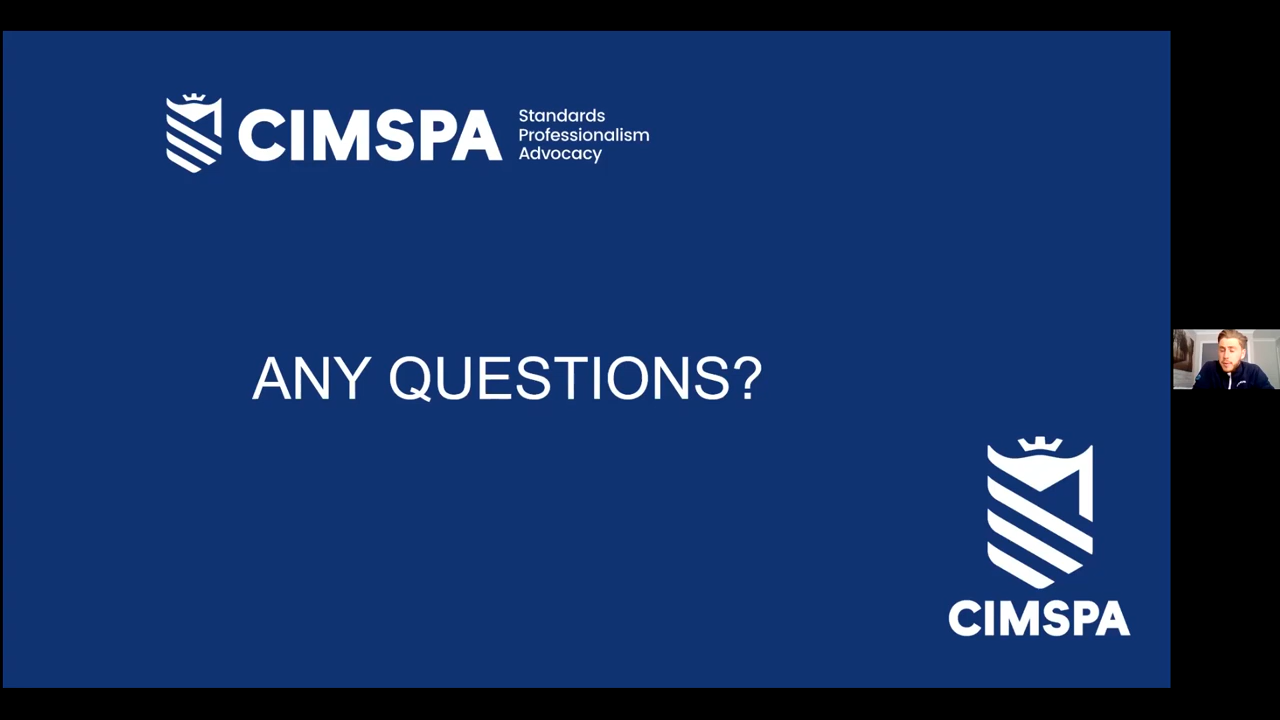 CIMSPA
Standards
Professionalism
Advocacy
ANY QUESTIONS?
CIMSPA